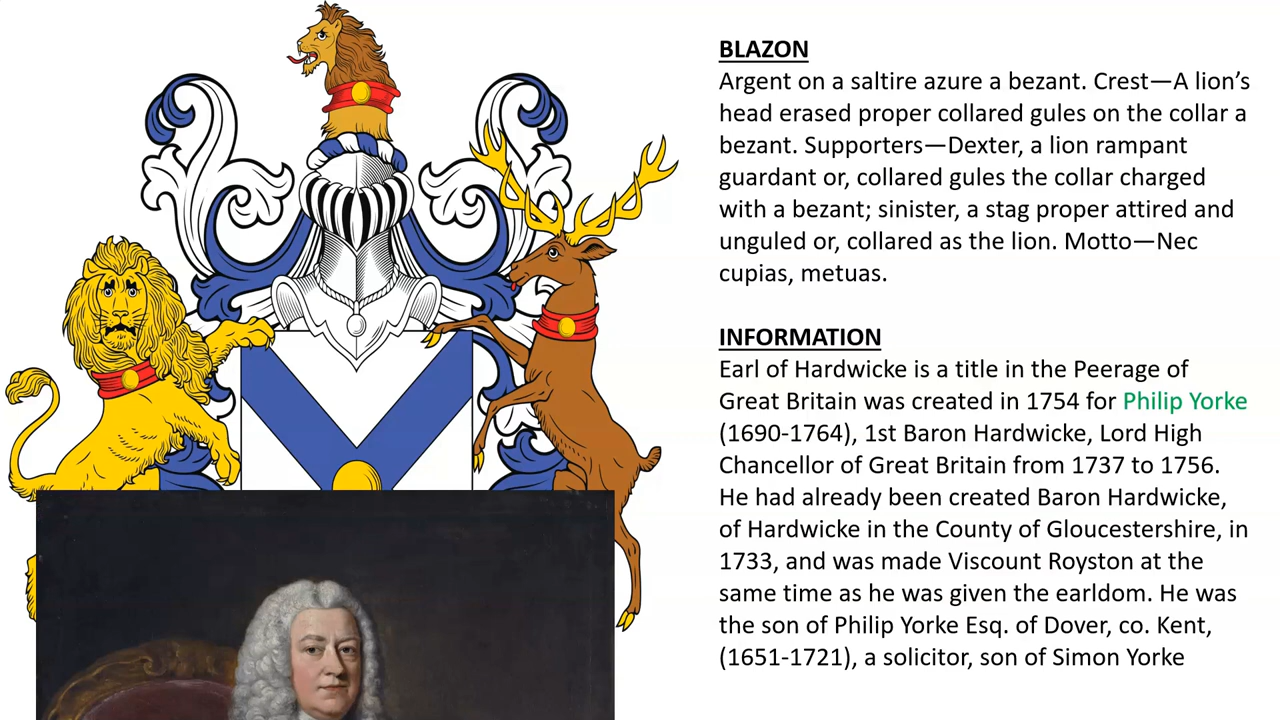 BLAZON
Argent on a saltire azure a bezant. Crest—A lion’s
head erased proper collared gules on the collar a
bezant. Supporters—Dexter, a lion rampant
guardant or, collared gules the collar charged
with a bezant; sinister, a stag proper attired and
unguled or, collared as the lion. Motto—Nec
cupias, metuas.
INFORMATION
Earl of Hardwicke is a title in the Peerage of
Great Britain was created in 1754 for Philip Yorke
(1690-1764), 1st Baron Hardwicke, Lord High
Chancellor of Great Britain from 1737 to 1756.
He had already been created Baron Hardwicke,
of Hardwicke in the County of Gloucestershire, in
1733, and was made Viscount Royston at the
same time as he was given the earldom. He was
the son of Philip Yorke Esq. of Dover, co. Kent,
(1651-1721), a solicitor, son of Simon Yorke